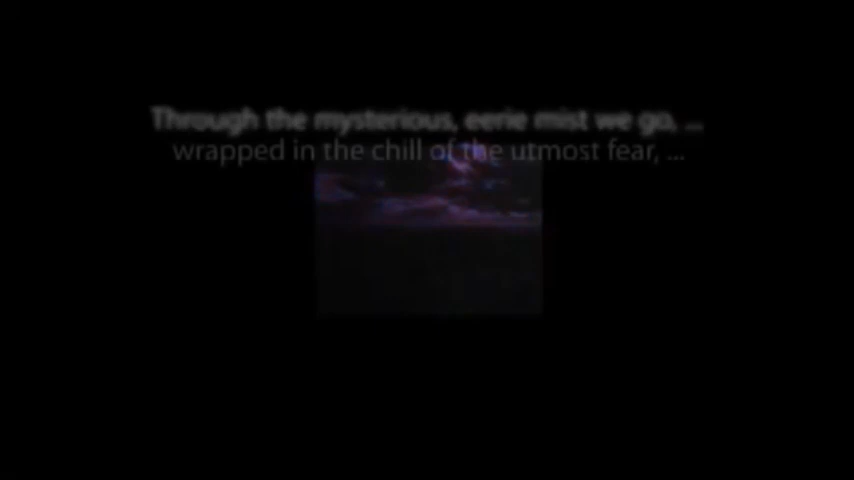 Through the mysterious, eerie mist we go, ...
wrapped in the chill of the utmost fear, ...